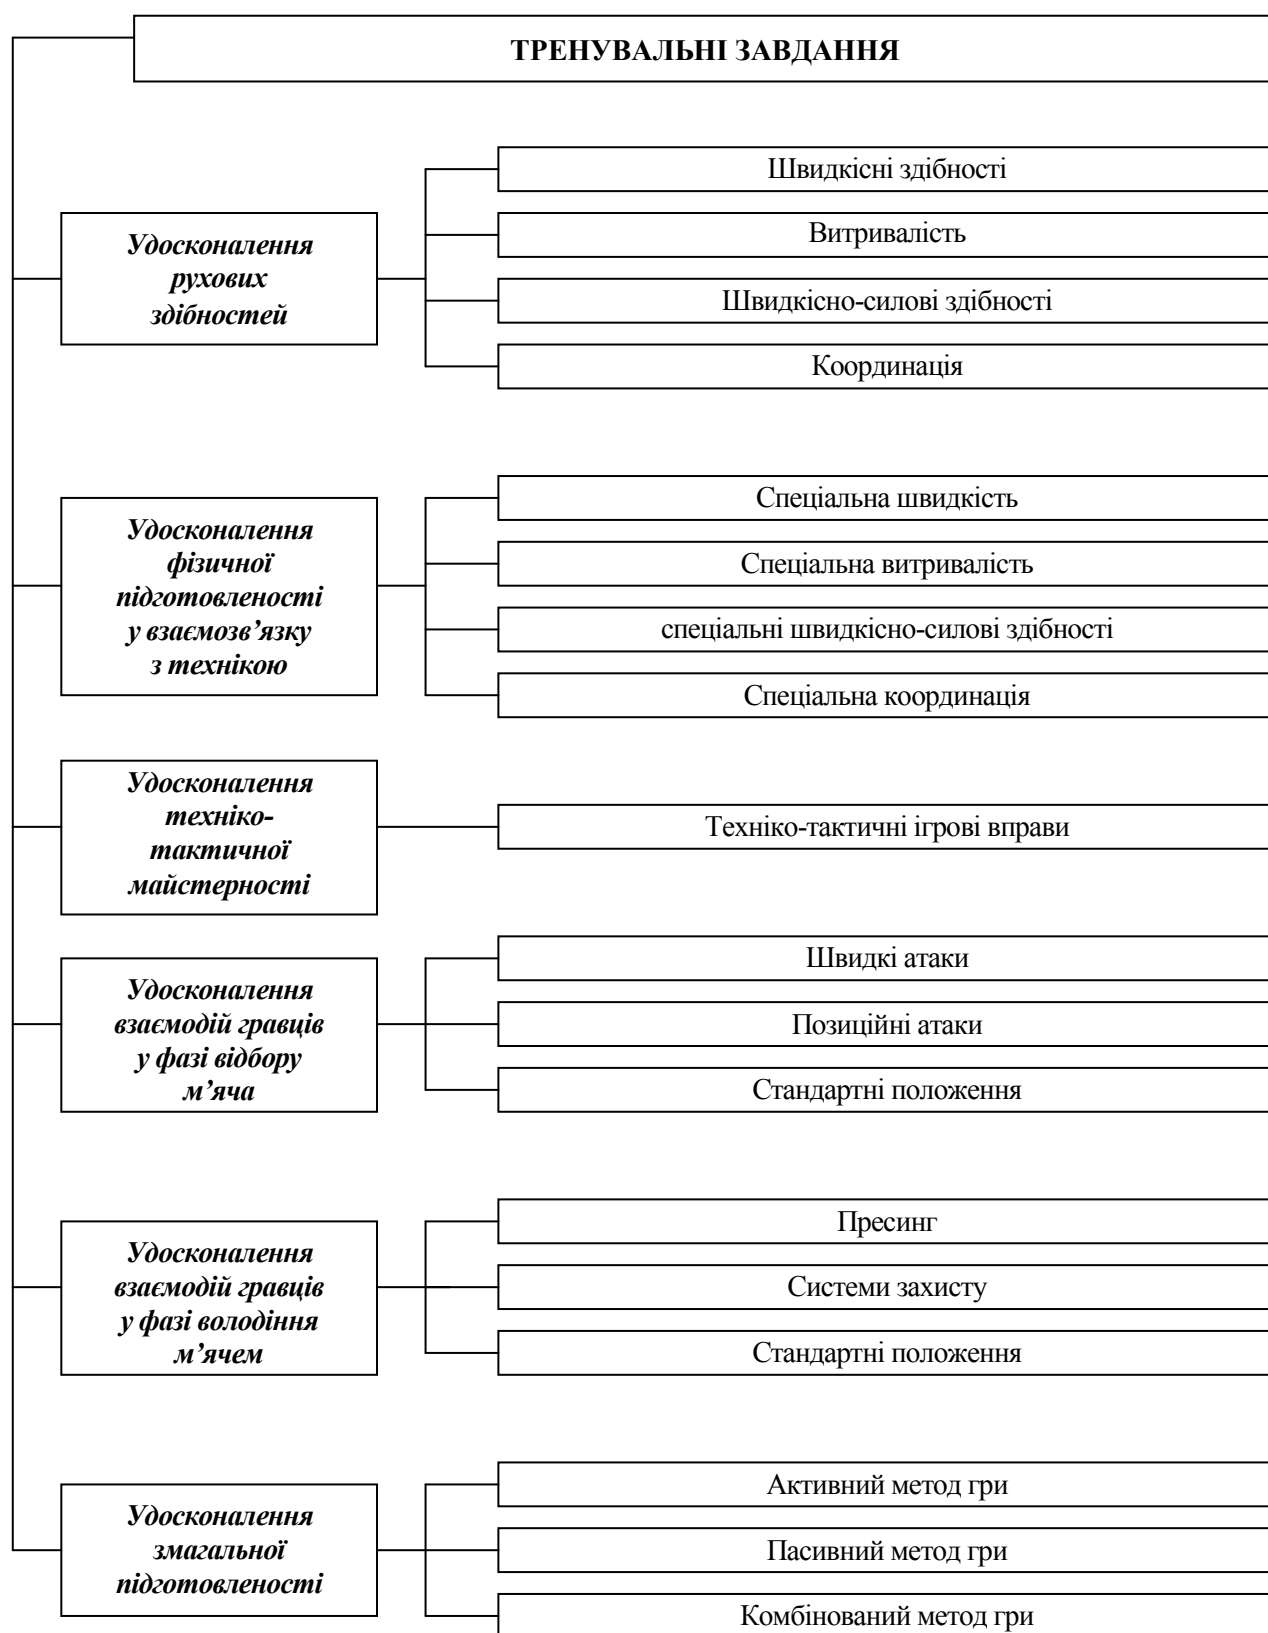 ТРЕНУВАЛЬНІ ЗАВДАННЯ
Удосконалення
рухових
здібностей
Швидкісні здібності
Витривалість
Швидкісно-силові здібності
Координація
Удосконалення
фізичної
підготовленості
у взаємозв’язку
з технікою
Спеціальна швидкість
Спеціальна витривалість
спеціальні швидкісно-силові здібності
Спеціальна координація
Удосконалення
техніко-
тактичної
майстерності
Техніко-тактичні ігрові вправи
Удосконалення
взаємодій гравців
у фазі відбору
м’яча
Швидкі атаки
Позиційні атаки
Стандартні положення
Удосконалення
взаємодій гравців
у фазі володіння
м’ячем
Пресинг
Системи захисту
Стандартні положення
Удосконалення
змагальної
підготовленості
Активний метод гри
Пасивний метод гри
Комбінований метод гри